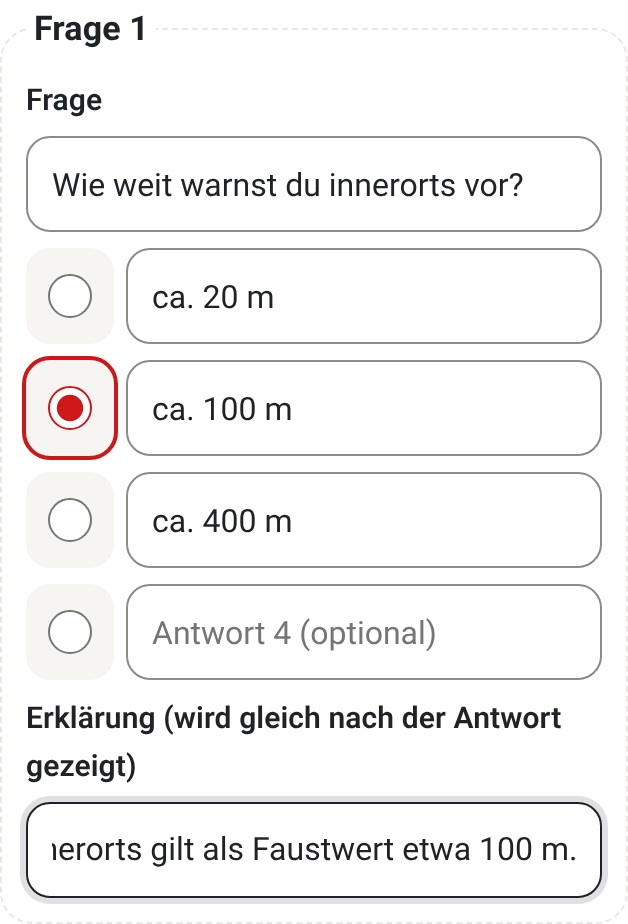 Frage 1
Frage
Wie weit warnst du innerorts vor?
ca. 20 m
ca. 100 m
ca. 400 m
Antwort 4 (optional)
Erklärung (wird gleich nach der Antwort
gezeigt)
gilt als Faustwert etwa 100 m.